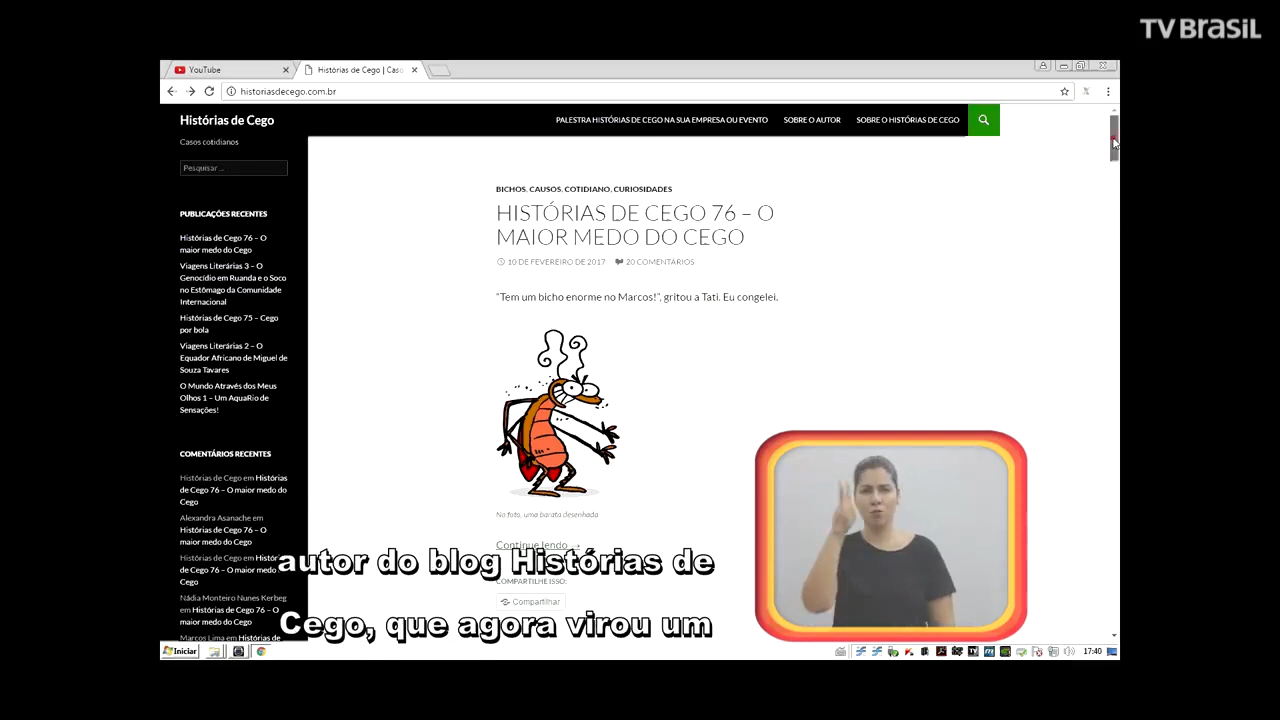 TVBRASIL
YouTube
Histórias de Cego | Caso
historiasdecego.com.br
Histórias de Cego
PALESTRA HISTÓRIAS DE CEGO NA SUA EMPRESA OU EVENTO
SOBRE O AUTOR
SOBRE O HISTÓRIAS DE CEGO
Casos cotidianos
Pesquisar ...
PUBLICAÇÕES RECENTES
Histórias de Cego 76 – O
maior medo do Cego
Viagens Literárias 3 – O
Genocídio em Ruanda e o Soco
no Estômago da Comunidade
Internacional
Histórias de Cego 75 – Cego
por bola
Viagens Literárias 2 – O
Equador Africano de Miguel de
Souza Tavares
O Mundo Através dos Meus
Olhos 1 – Um AquaRio de
Sensações!
COMENTÁRIOS RECENTES
Histórias de Cego em Histórias
de Cego 76 – O maior medo do
Cego
Alexandra Asanache em
Histórias de Cego 76 – O
maior medo do Cego
Histórias de Cego em Histór
de Cego 76 – O maior medo
Cego
Nádia Monteiro Nunes Kerbeg
em Histórias de Cego 76 – O
maior medo do Cego
Marcos Lima em Histórias de
BICHOS, CAUSOS, COTIDIANO, CURIOSIDADES
HISTÓRIAS DE CEGO 76 – O
MAIOR MEDO DO CEGO
10 DE FEVEREIRO DE 2017
20 COMENTÁRIOS
"Tem um bicho enorme no Marcos!", gritou a Tati. Eu congelei.
Na foto, uma barata desenhada
Continue lendo →
COMPARTILHE ISSO:
Compartilhar
autor do blog Histórias de
Cego, que agora virou um
Iniciar
17:40